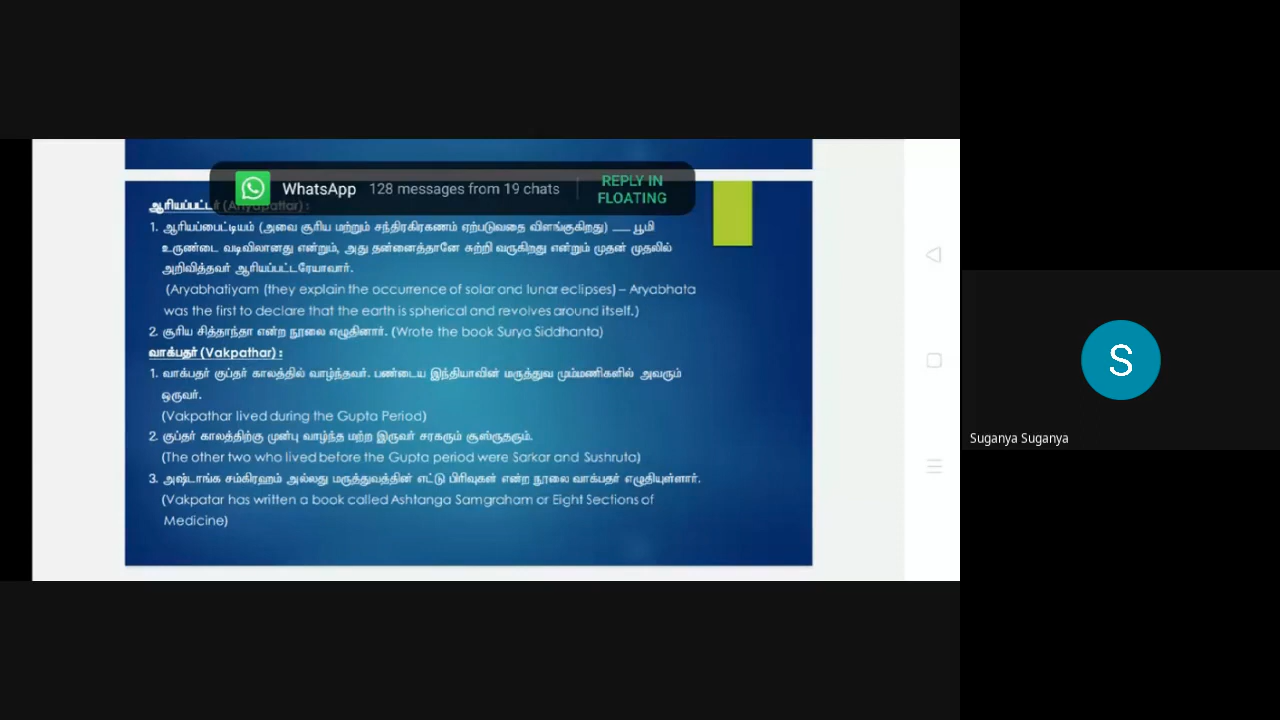 WhatsApp 128 messages from 19 chats REPLY IN FLOATING
ஆரியப்பட்டர் (Aryapattar) :
1. ஆரியப்பைட்டியம் (அவை சூரிய மற்றும் சந்திரகிரகணம் ஏற்படுவதை விளங்குகிறது) __ பூமி
உருண்டை வடிவிலானது என்றும், அது தன்னைத்தானே சுற்றி வருகிறது என்றும் முதன் முதலில்
அறிவித்தவர் ஆரியப்பட்டரேயாவார்.
(Aryabhatiyam (they explain the occurrence of solar and lunar eclipses) – Aryabhata
was the first to declare that the earth is spherical and revolves around itself.)
2. சூரிய சித்தாந்தா என்ற நூலை எழுதினார். (Wrote the book Surya Siddhanta)
வாக்பதர் (Vakpathar) :
1. வாக்பதர் குப்தர் காலத்தில் வாழ்ந்தவர். பண்டைய இந்தியாவின் மருத்துவ மும்மணிகளில் அவரும்
ஒருவர்.
(Vakpathar lived during the Gupta Period)
2. குப்தர் காலத்திற்கு முன்பு வாழ்ந்த மற்ற இருவர் சரகரும் சூஸ்ருதரும்.
(The other two who lived before the Gupta period were Sarkar and Sushruta)
3. அஷ்டாங்க சம்கிரஹம் அல்லது மருத்துவத்தின் எட்டு பிரிவுகள் என்ற நூலை வாக்பதர் எழுதியுள்ளார்.
(Vakpatar has written a book called Ashtanga Samgraham or Eight Sections of
Medicine)
S
Suganya Suganya